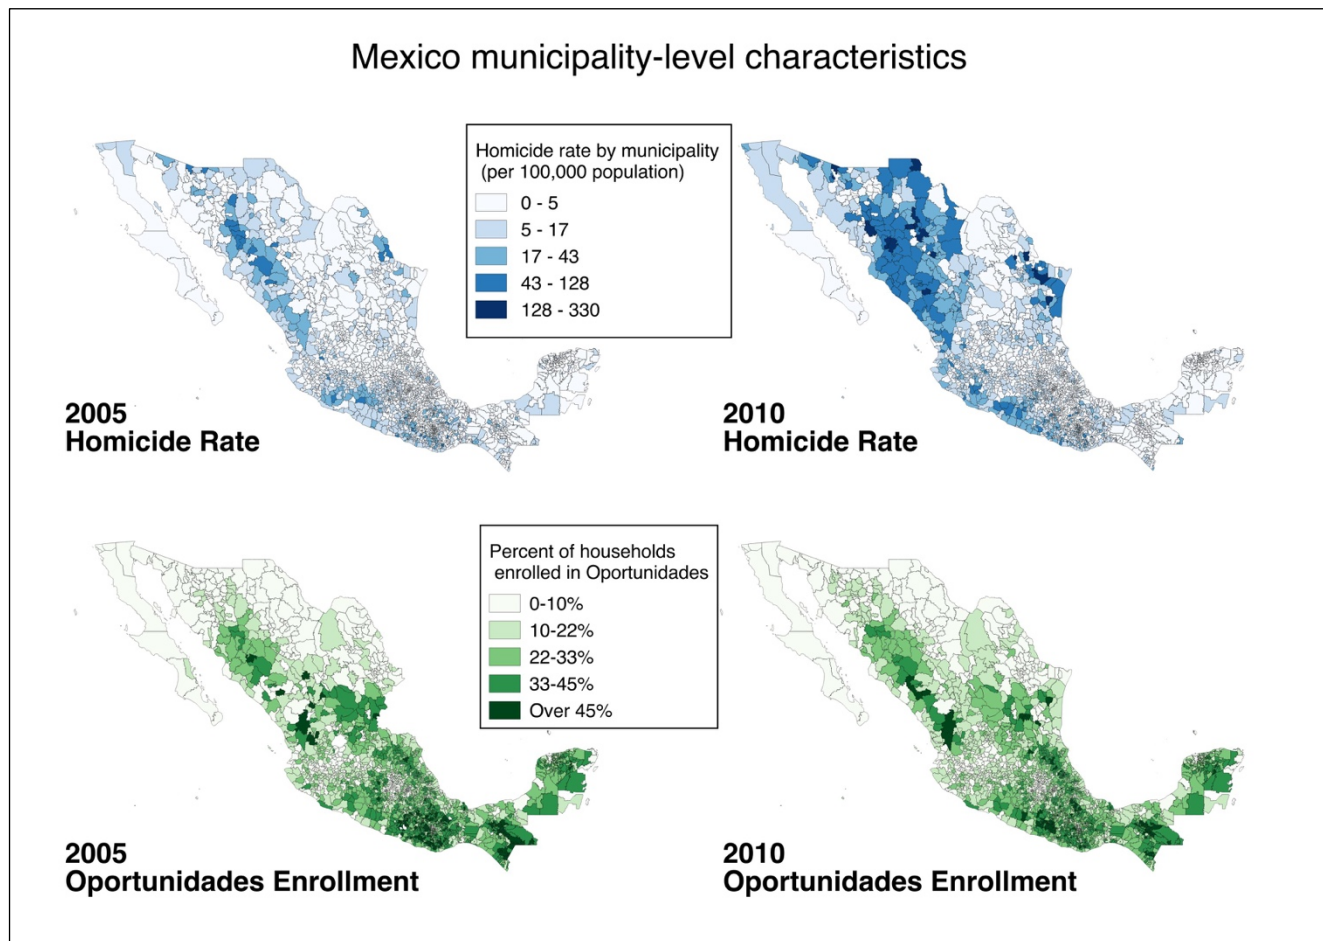 Mexico municipality-level characteristics
Homicide rate by municipality
(per 100,000 population)
0 - 5
5 - 17
17 - 43
43 - 128
128 - 330
2005
Homicide Rate
2010
Homicide Rate
Percent of households
enrolled in Oportunidades
0-10%
10-22%
22-33%
33-45%
Over 45%
2005
Oportunidades Enrollment
2010
Oportunidades Enrollment